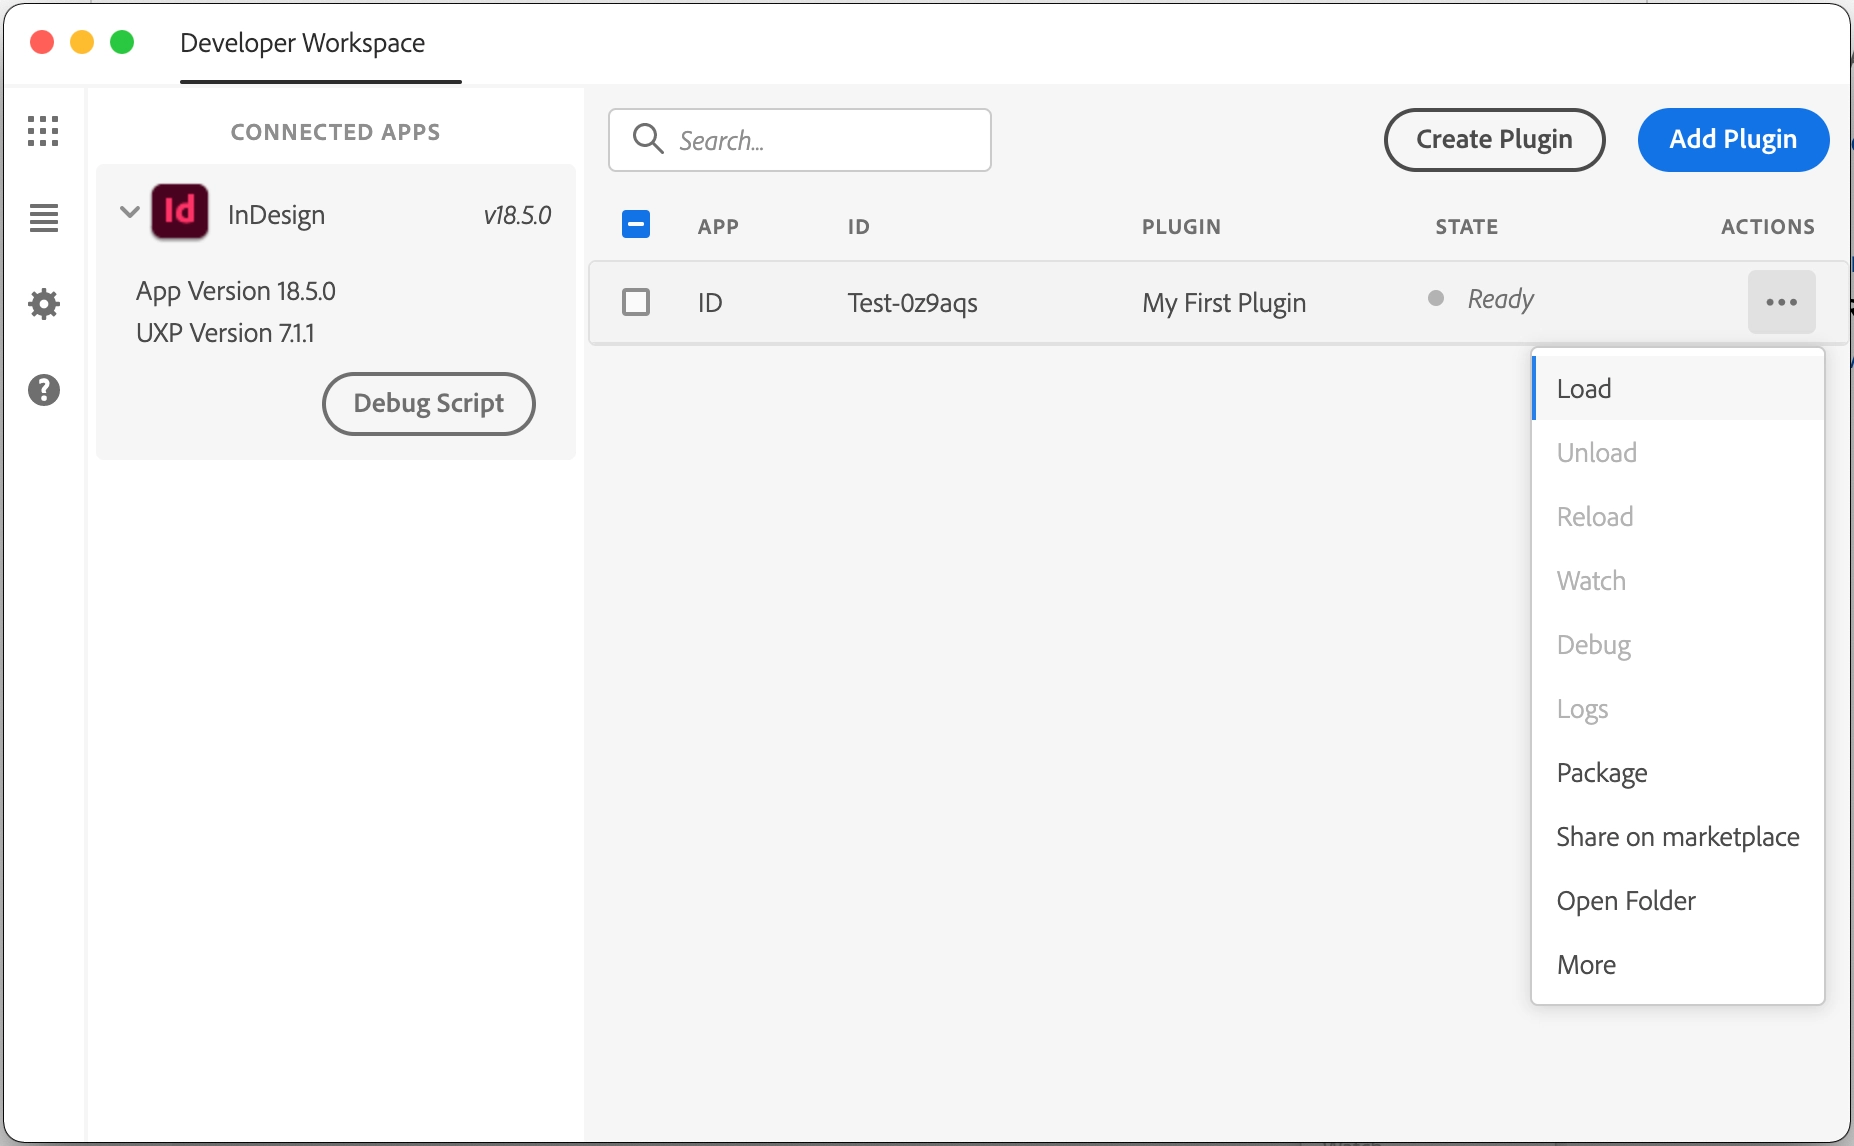 Developer Workspace
CONNECTED APPS
Id
InDesign
v18.5.0
App Version 18.5.0
UXP Version 7.1.1
Debug Script
Search...
Create Plugin
Add Plugin
APP ID PLUGIN STATE ACTIONS
ID Test-0z9aqs My First Plugin Ready
Load
Unload
Reload
Watch
Debug
Logs
Package
Share on marketplace
Open Folder
More